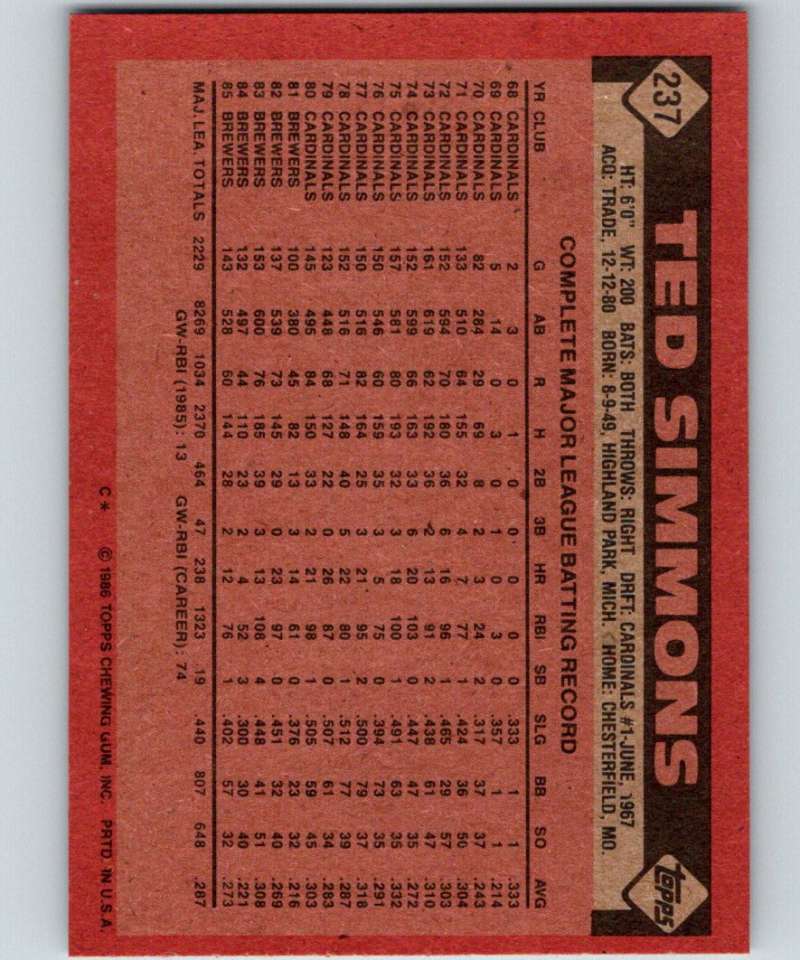 237 TED SIMMONS topps
HT: 6'0" WT: 200 BATS: BOTH THROWS: RIGHT DRFT: CARDINALS #1-JUNE, 1967
ACQ: TRADE, 12-12-80 BORN: 8-9-49, HIGHLAND PARK, MICH. HOME: CHESTERFIELD, MO.
COMPLETE MAJOR LEAGUE BATTING RECORD
YR CLUB G AB R H 2B 3B HR RBI SB SLG BB SO AVG
68 CARDINALS 2 3 0 1 0 0 0 0 0 .333 1 1 .333
69 CARDINALS 5 14 0 3 0 1 0 3 0 .357 1 1 .214
70 CARDINALS 82 284 29 69 8 2 3 24 2 .317 37 37 .243
71 CARDINALS 133 510 64 155 32 4 7 77 1 .424 36 50 .304
72 CARDINALS 152 594 70 180 36 6 16 96 1 .465 29 57 .303
73 CARDINALS 161 619 62 192 36 2 13 91 2 .438 61 47 .310
74 CARDINALS 152 599 66 163 33 6 20 103 0 .447 47 35 .272
75 CARDINALS 157 581 80 193 32 3 18 100 1 .491 63 35 .332
76 CARDINALS 150 546 60 159 35 3 5 75 0 .394 73 35 .291
77 CARDINALS 150 516 82 164 25 3 21 95 2 .500 79 37 .318
78 CARDINALS 152 516 71 148 40 5 22 80 1 .512 77 39 .287
79 CARDINALS 123 448 68 127 22 0 26 87 0 .507 61 34 .283
80 CARDINALS 145 495 84 150 33 2 21 98 1 .505 59 45 .303
81 BREWERS 100 380 45 82 13 3 14 61 0 .376 23 32 .216
82 BREWERS 137 539 73 145 29 0 23 97 0 .451 32 40 .269
83 BREWERS 153 600 76 185 39 3 13 108 4 .448 41 51 .308
84 BREWERS 132 497 44 110 23 2 4 52 3 .300 30 40 .221
85 BREWERS 143 528 60 144 28 2 12 76 1 .402 57 32 .273
MAJ. LEA. TOTALS 2229 8269 1034 2370 464 47 238 1323 19 .440 807 648 .287
GW-RBI (1985): 13 GW-RBI (CAREER): 74
C* © 1986 TOPPS CHEWING GUM, INC. PRTD. IN U.S.A.